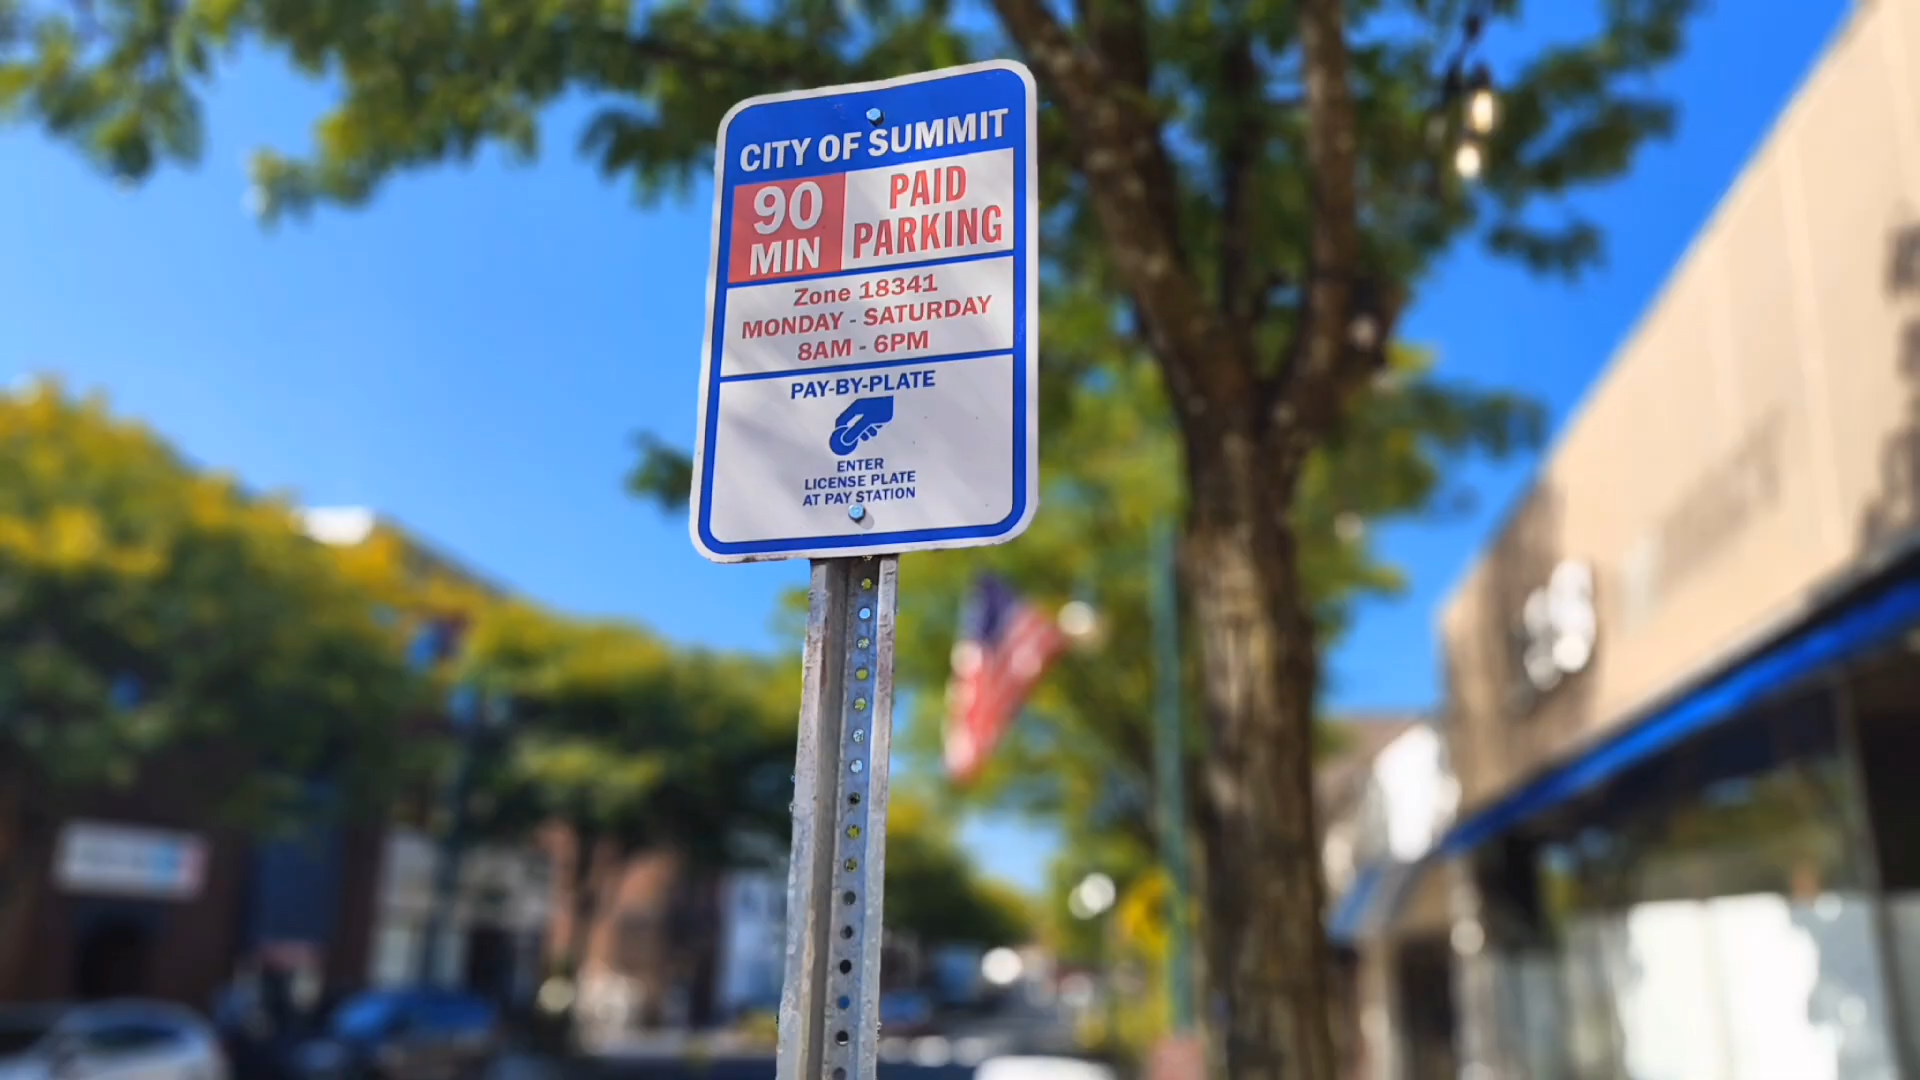 CITY OF SUMMIT
90
MIN
PAID
PARKING
Zone 18341
MONDAY - SATURDAY
8AM - 6PM
PAY-BY-PLATE
ENTER
LICENSE PLATE
AT PAY STATION